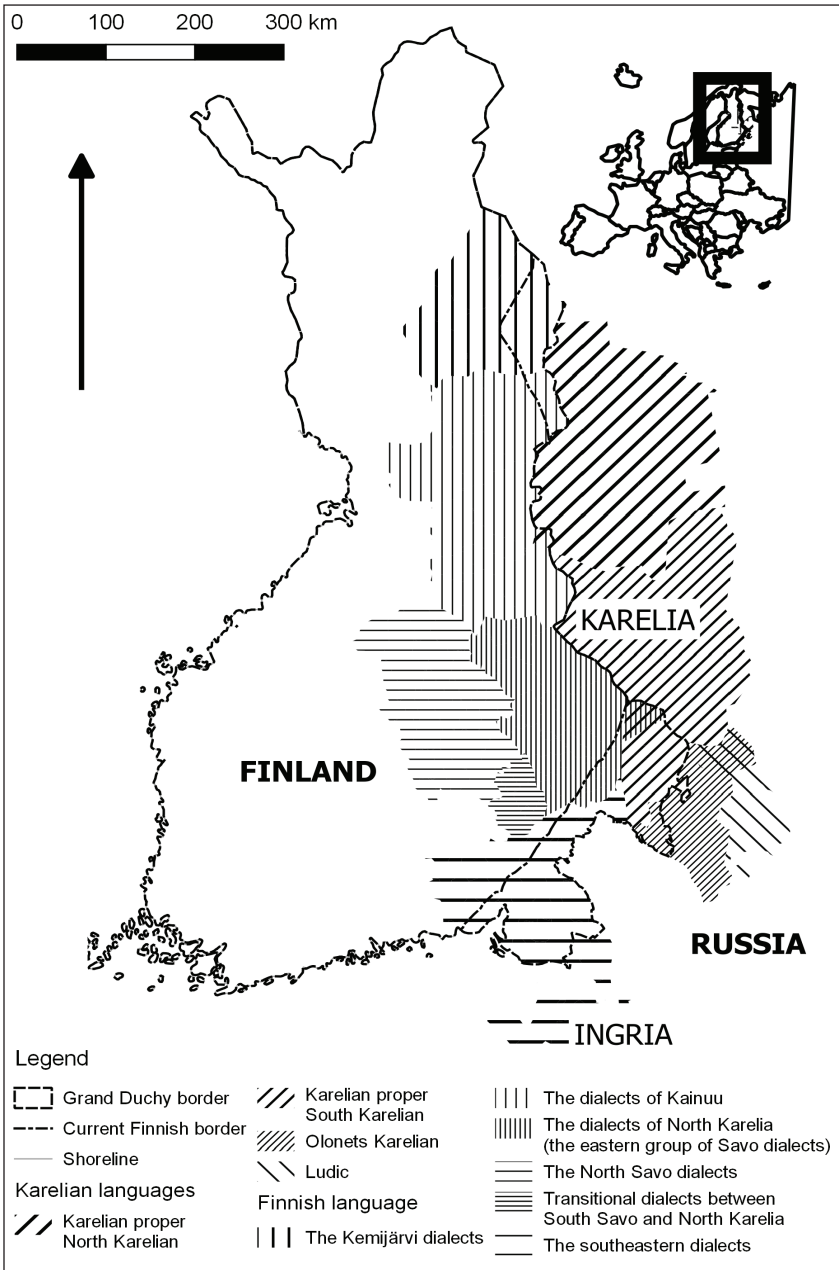 0 100 200 300 km
KARELIA
FINLAND
RUSSIA
INGRIA
Legend
Grand Duchy border
Current Finnish border
Shoreline
Karelian languages
Karelian proper
North Karelian
Karelian proper
South Karelian
Olonets Karelian
Ludic
Finnish language
The Kemijärvi dialects
The dialects of Kainuu
The dialects of North Karelia
(the eastern group of Savo dialects)
The North Savo dialects
Transitional dialects between
South Savo and North Karelia
The southeastern dialects